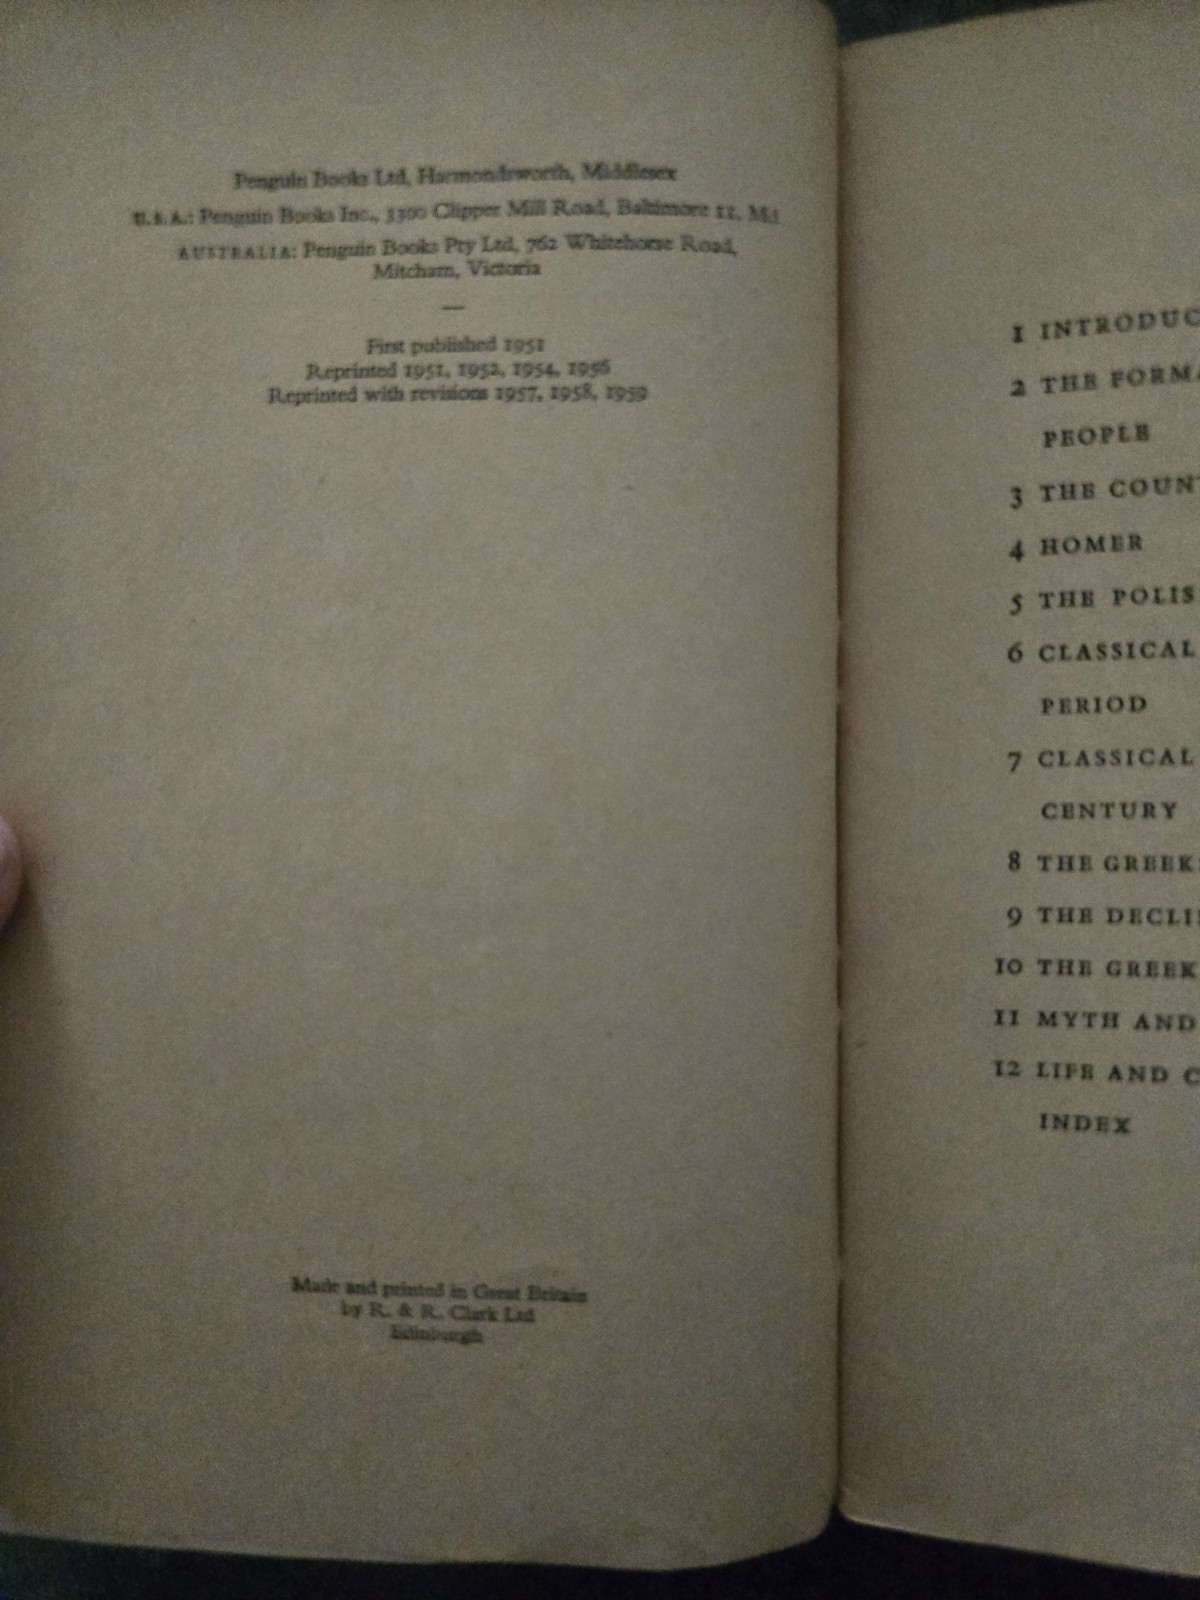 Penguin Books Ltd, Harmondsworth, Middlesex
U.S.A.: Penguin Books Inc., 3300 Clipper Mill Road, Baltimore 11, Md
AUSTRALIA: Penguin Books Pty Ltd, 762 Whitehorse Road,
Mitcham, Victoria
—
First published 1951
Reprinted 1951, 1952, 1954, 1956
Reprinted with revisions 1957, 1958, 1959
Made and printed in Great Britain
by R. & R. Clark Ltd
Edinburgh
1 INTRODUC
2 THE FORMA
PEOPLE
3 THE COUNT
4 HOMER
5 THE POLIS
6 CLASSICAL
PERIOD
7 CLASSICAL
CENTURY
8 THE GREEKS
9 THE DECLIN
10 THE GREEK
11 MYTH AND
12 LIFE AND C
INDEX